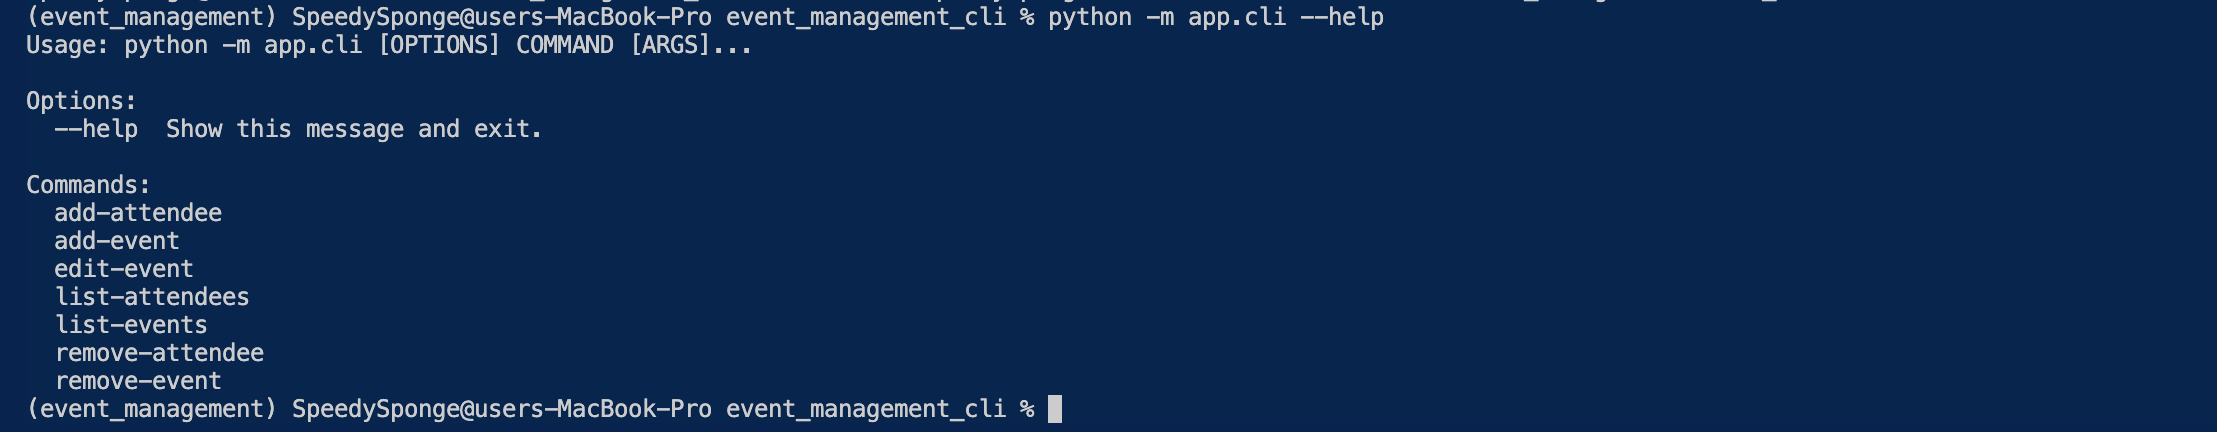 (event_management) SpeedySponge@users-MacBook-Pro event_management_cli % python -m app.cli --help
Usage: python -m app.cli [OPTIONS] COMMAND [ARGS]...
Options:
--help  Show this message and exit.
Commands:
add-attendee
add-event
edit-event
list-attendees
list-events
remove-attendee
remove-event
(event_management) SpeedySponge@users-MacBook-Pro event_management_cli %